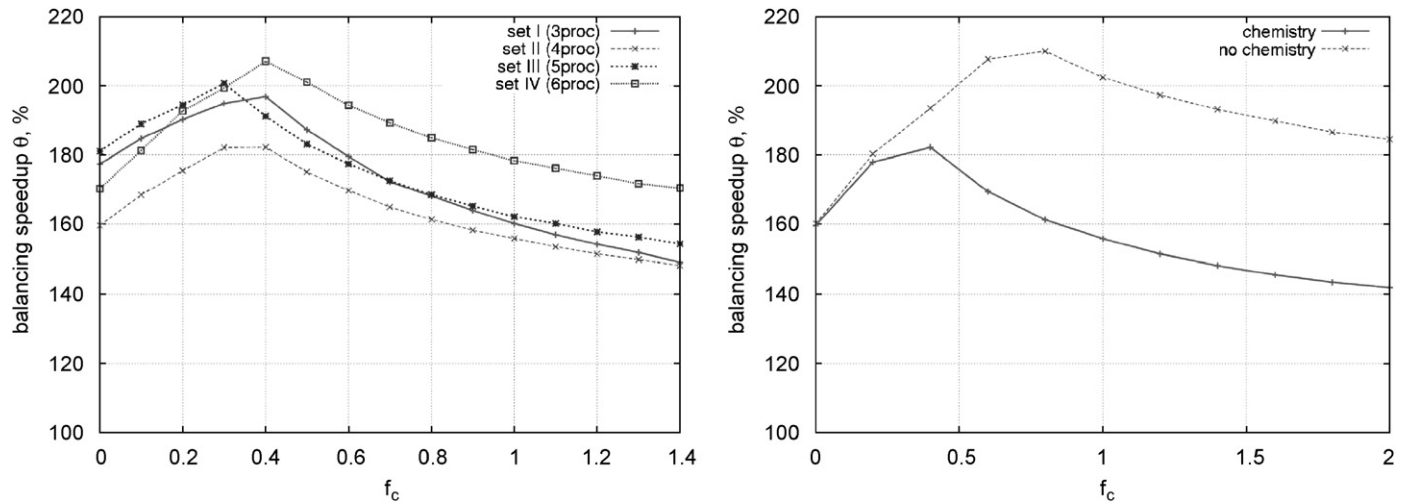 220
200
180
160
140
120
100
balancing speedup θ, %
set I (3proc)
set II (4proc)
set III (5proc)
set IV (6proc)
0 0.2 0.4 0.6 0.8 1 1.2 1.4
f_c
220
200
180
160
140
120
100
balancing speedup θ, %
chemistry
no chemistry
0 0.5 1 1.5 2
f_c